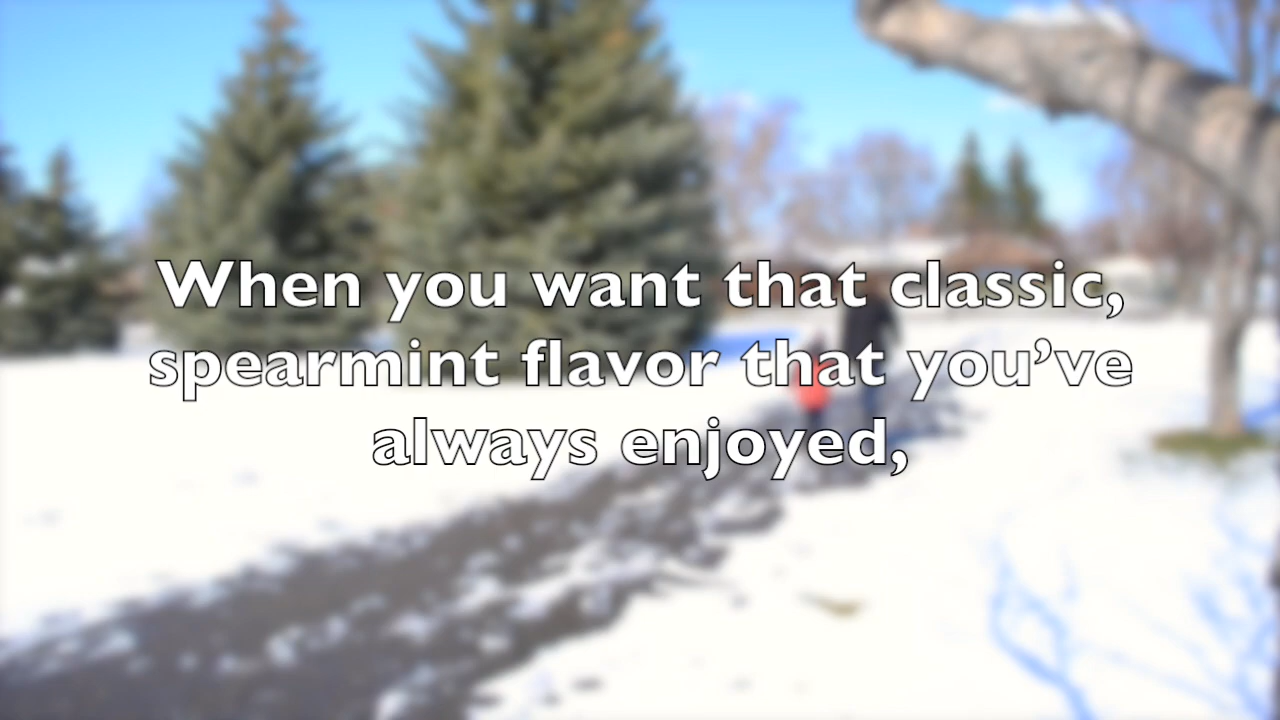 When you want that classic,
spearmint flavor that you’ve
always enjoyed,